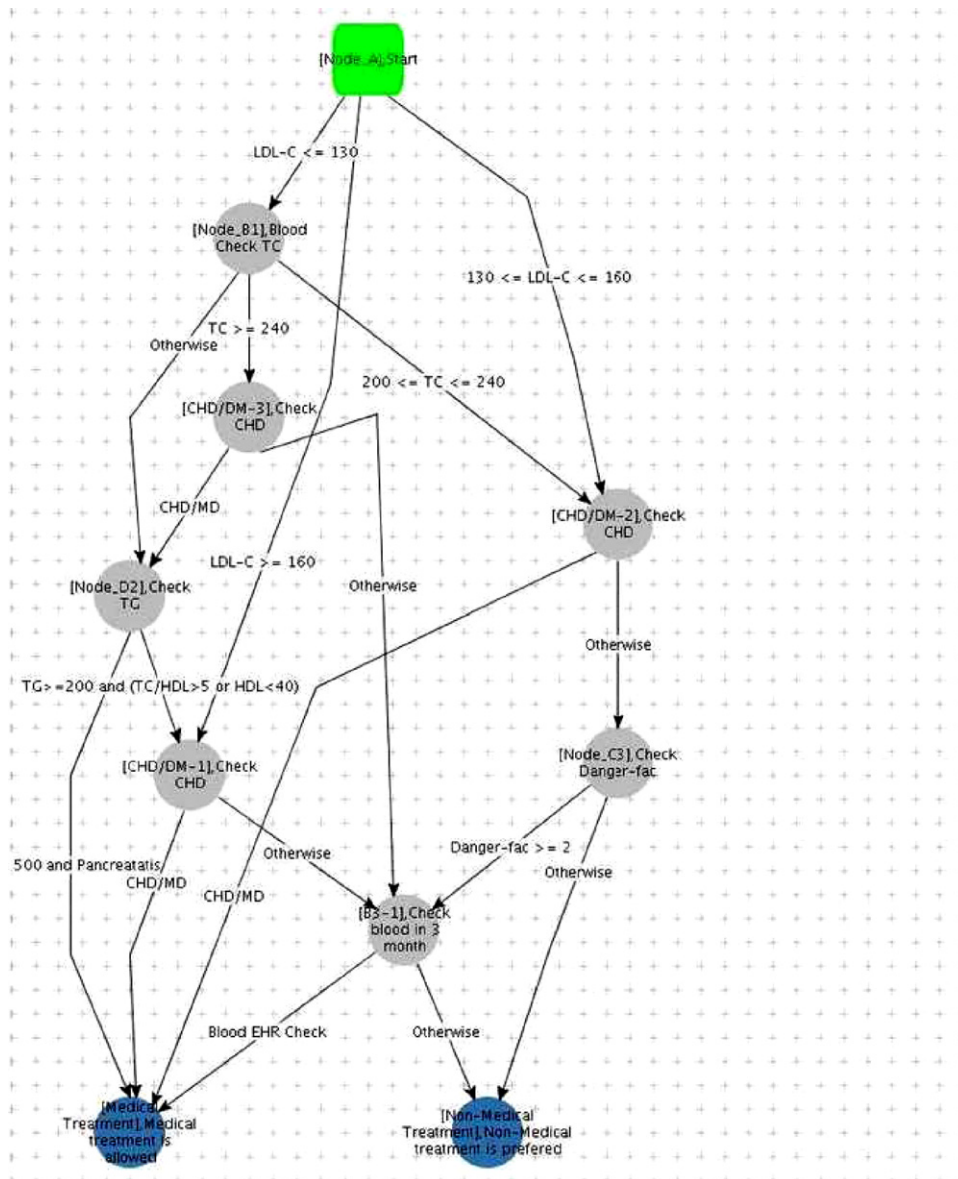 [Node_A],Start
LDL-C <= 130
[Node_B1],Blood
Check TC
130 <= LDL-C <= 160
TC >= 240
Otherwise
200 <= TC <= 240
[CHD/DM-3],Check
CHD
CHD/MD
[CHD/DM-2],Check
CHD
LDL-C >= 160
Otherwise
[Node_D2],Check
TG
Otherwise
TG>=200 and (TC/HDL>5 or HDL<40)
[CHD/DM-1],Check
CHD
[Node_C3],Check
Danger-fac
Danger-fac >= 2
Otherwise
500 and Pancreatatis
CHD/MD
Otherwise
CHD/MD
[B3-1],Check
blood in 3
month
Blood EHR Check
Otherwise
[Medical
Treatment],Medical
treatment is
allowed
[Non-Medical
Treatment],Non-Medical
treatment is prefered